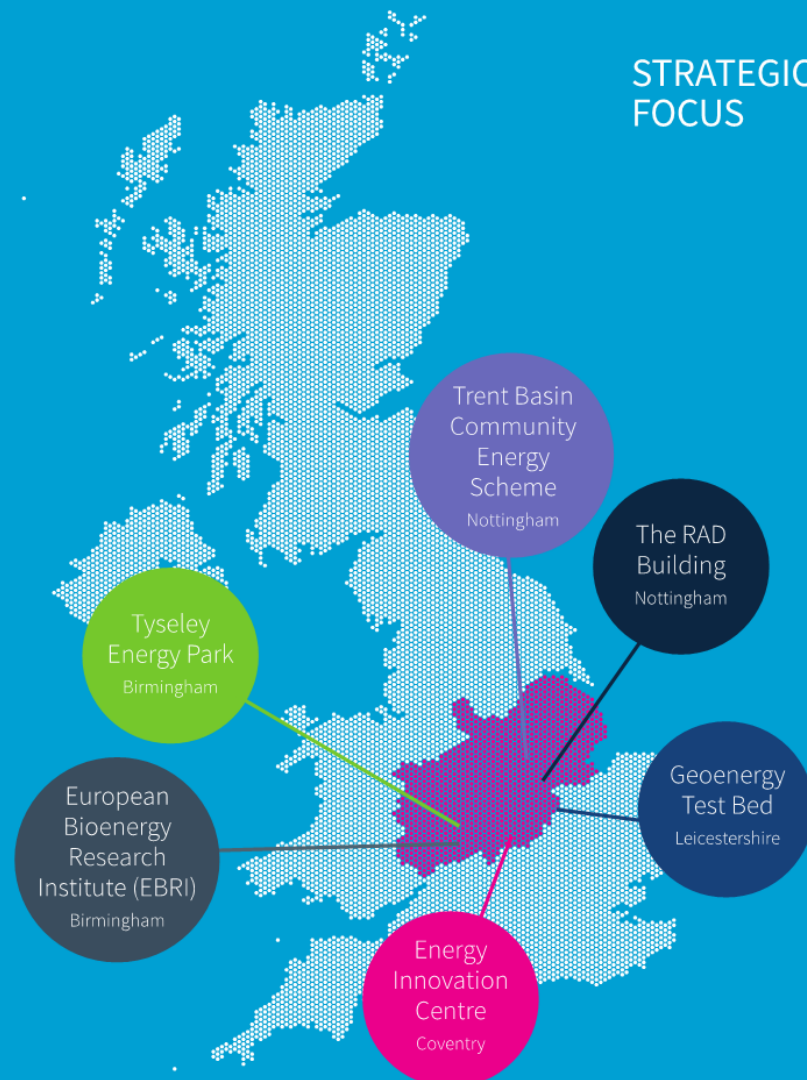 STRATEGIC
FOCUS
Trent Basin
Community
Energy
Scheme
Nottingham
The RAD
Building
Nottingham
Tyseley
Energy Park
Birmingham
Geoenergy
Test Bed
Leicestershire
European
Bioenergy
Research
Institute (EBRI)
Birmingham
Energy
Innovation
Centre
Coventry